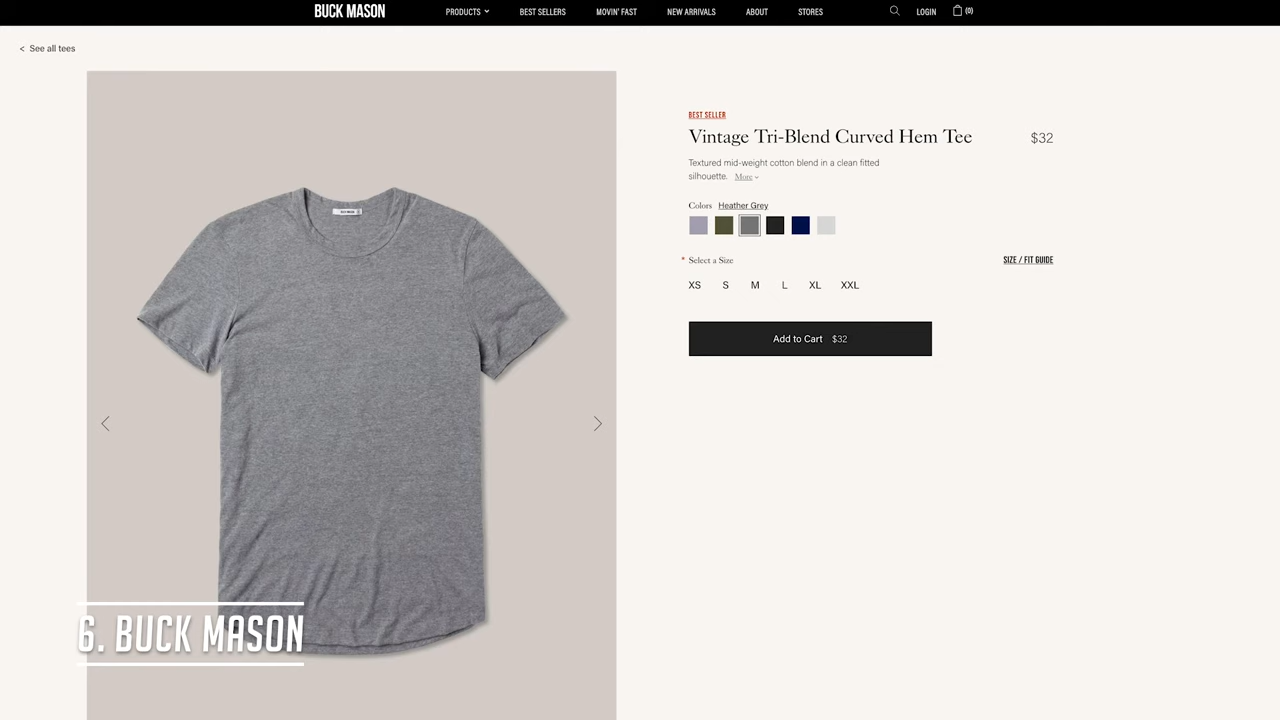 BUCK MASON
PRODUCTS
BEST SELLERS
MOVIN' FAST
NEW ARRIVALS
ABOUT
STORES
LOGIN
(0)
< See all tees
BEST SELLER
Vintage Tri-Blend Curved Hem Tee
$32
Textured mid-weight cotton blend in a clean fitted
silhouette. More
Colors Heather Grey
* Select a Size
SIZE / FIT GUIDE
XS S M L XL XXL
Add to Cart $32
6. BUCK MASON